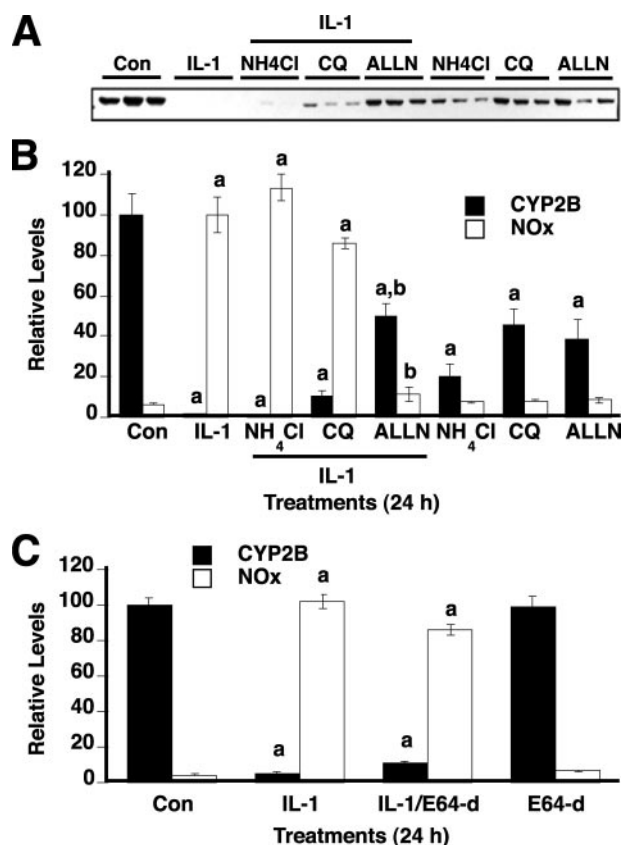 A
IL-1
Con IL-1 NH4Cl CQ ALLN NH4Cl CQ ALLN
B
120
100
80
60
40
20
0
Relative Levels
CYP2B
NOx
a a a a a a,b b a a a
Con IL-1 NH4Cl CQ ALLN NH4Cl CQ ALLN
IL-1
Treatments (24 h)
C
CYP2B
NOx
120
100
80
60
40
20
0
Relative Levels
a a a a
Con IL-1 IL-1/E64-d E64-d
Treatments (24 h)